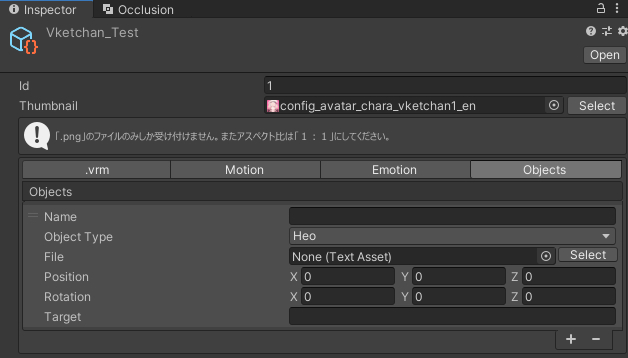 Inspector Occlusion
Vketchan_Test
Open
Id 1
Thumbnail config_avatar_chara_vketchan1_en Select
「.png」のファイルのみしか受け付けません。またアスペクト比は「 1 : 1 」にしてください。
.vrm Motion Emotion Objects
Objects
Name
Object Type Heo
File None (Text Asset) Select
Position X 0 Y 0 Z 0
Rotation X 0 Y 0 Z 0
Target